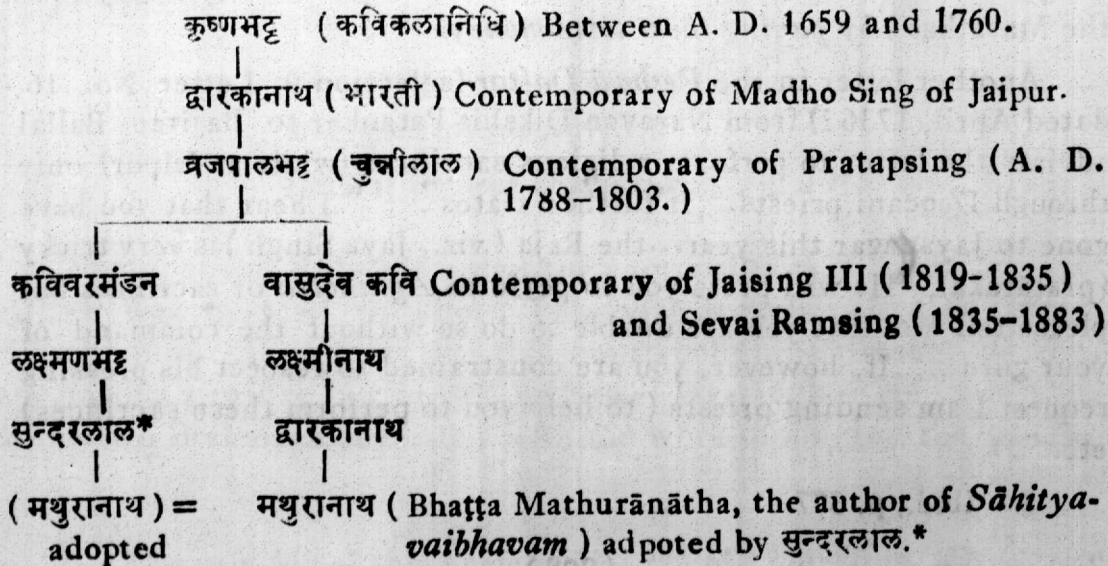 कृष्णभट्ट (कविकलानिधि) Between A. D. 1659 and 1760.
द्वारकानाथ (भारती) Contemporary of Madho Sing of Jaipur.
व्रजपालभट्ट (चुन्नीलाल) Contemporary of Pratapsing (A. D.
1788-1803.)
कविवरमंडन वासुदेव कवि Contemporary of Jaising III (1819-1835)
and Sevai Ramsing (1835-1883)
लक्ष्मणभट्ट लक्ष्मीनाथ
सुन्दरलाल* द्वारकानाथ
(मथुरानाथ) = मथुरानाथ (Bhaṭṭa Mathurānātha, the author of Sāhitya-
adopted vaibhavam) adpoted by सुन्दरलाल.*